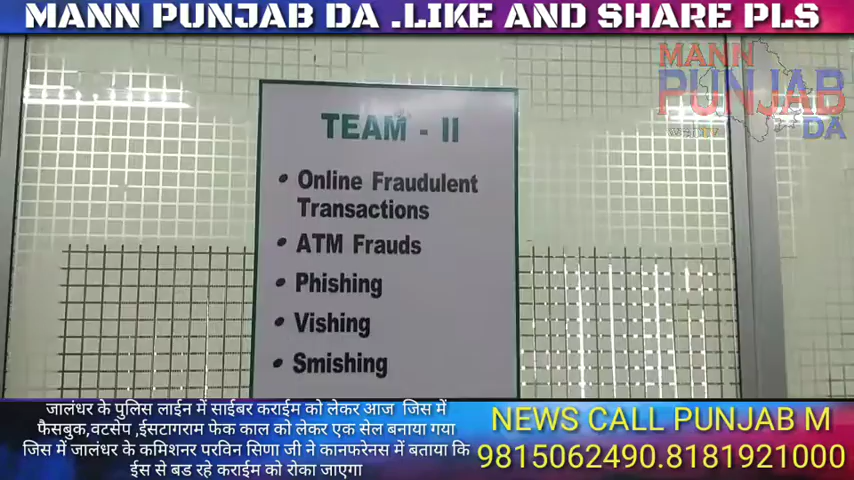 MANN PUNJAB DA .LIKE AND SHARE PLS
MANN
PUNJAB
DA
TEAM - II
• Online Fraudulent
Transactions
• ATM Frauds
• Phishing
• Vishing
• Smishing
जालंधर के पुलिस लाईन में साईबर कराईम को लेकर आज जिस में
फैसबुक,वटसेप ,ईसटागराम फेक काल को लेकर एक सेल बनाया गया
जिस में जालंधर के कमिशनर परविन सिणा जी ने कानफरेनस में बताया कि
ईस से बड रहे कराईम को रोका जाएगा
NEWS CALL PUNJAB M
9815062490.8181921000